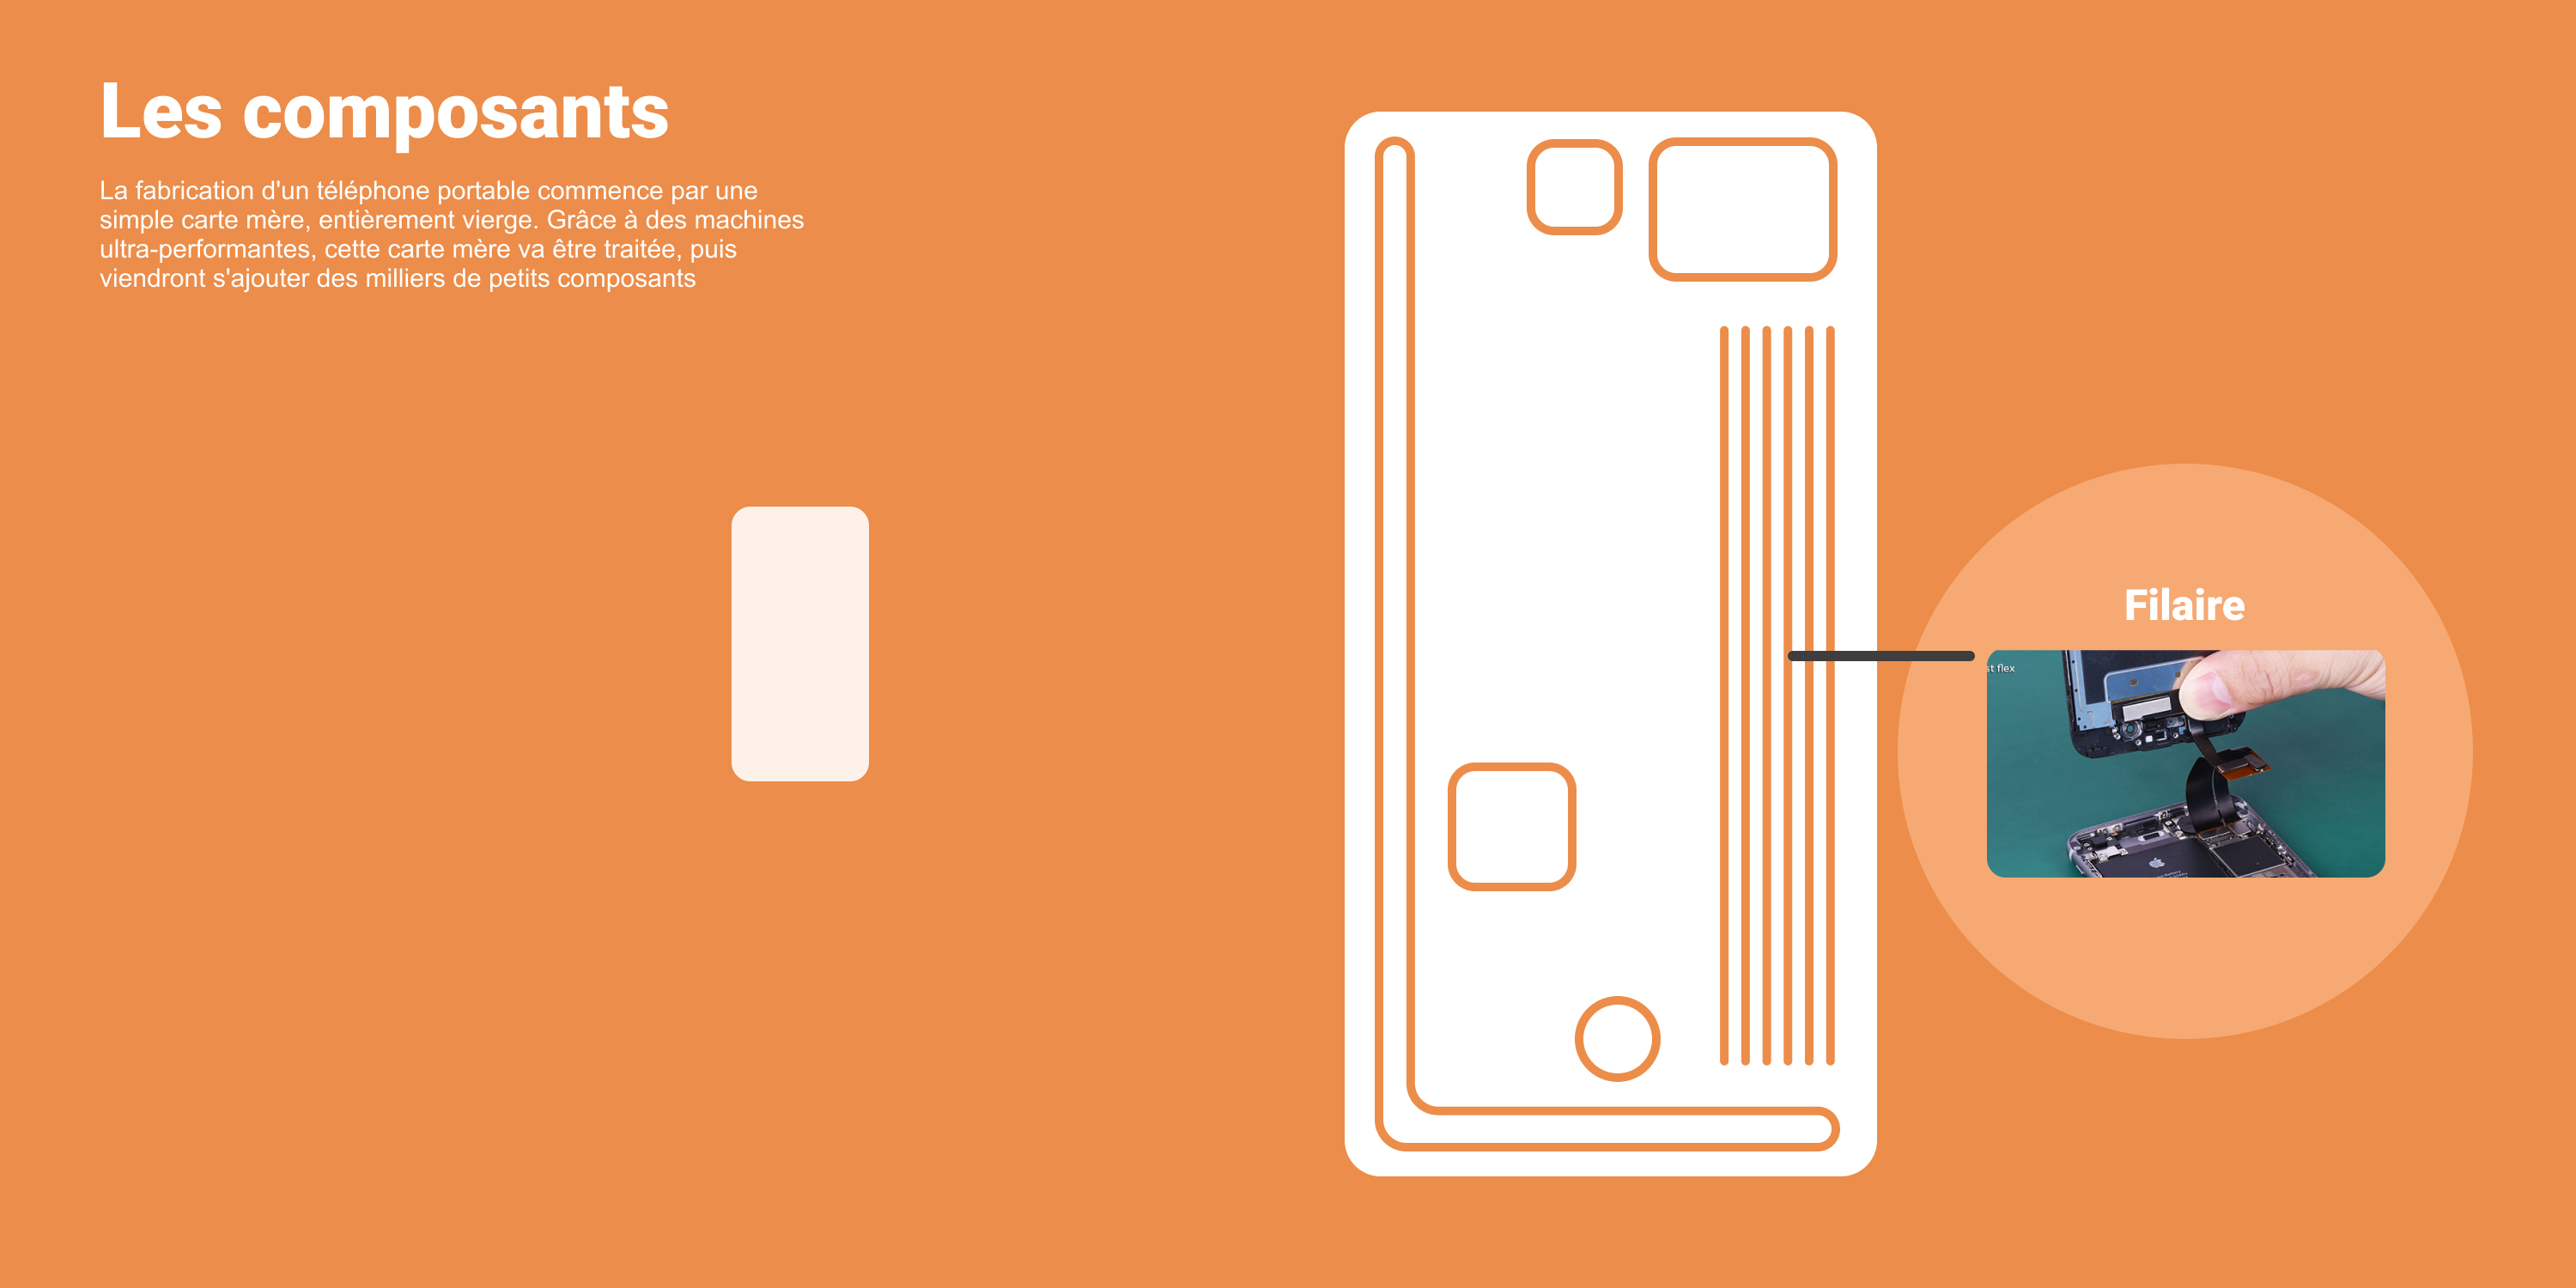 Les composants
La fabrication d'un téléphone portable commence par une
simple carte mère, entièrement vierge. Grâce à des machines
ultra-performantes, cette carte mère va être traitée, puis
viendront s'ajouter des milliers de petits composants
Filaire
st flex